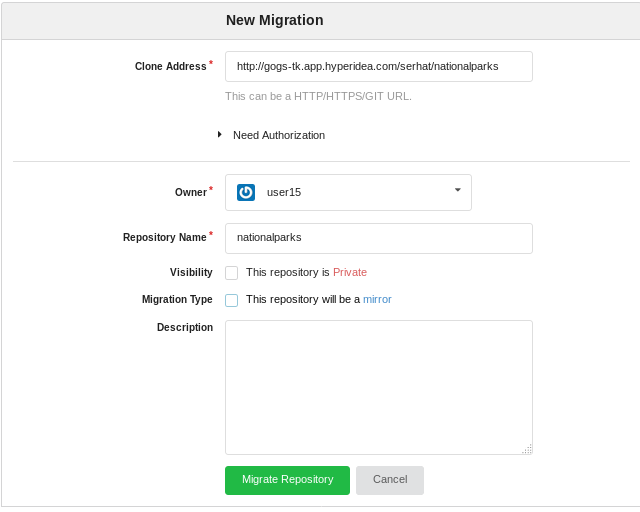 New Migration
Clone Address * http://gogs-tk.app.hyperidea.com/serhat/nationalparks
This can be a HTTP/HTTPS/GIT URL.
Need Authorization
Owner * user15
Repository Name * nationalparks
Visibility This repository is Private
Migration Type This repository will be a mirror
Description
Migrate Repository Cancel